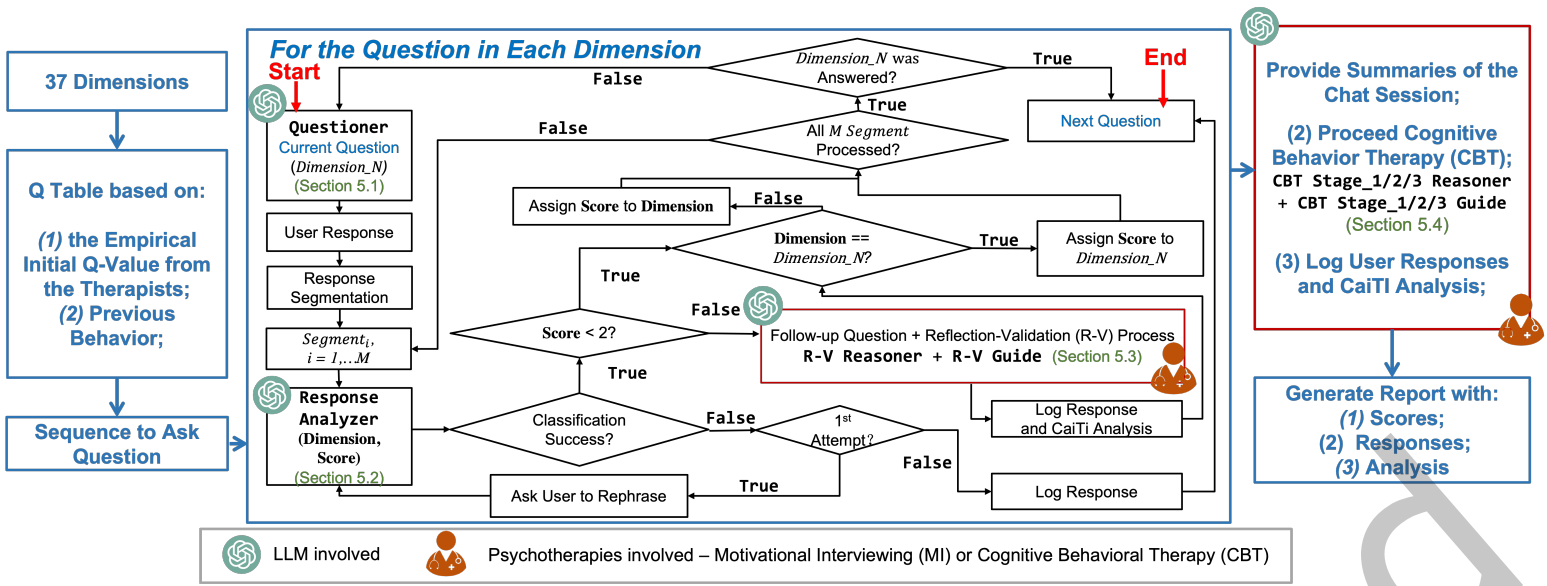 37 Dimensions
Q Table based on:
(1) the Empirical
Initial Q-Value from
the Therapists;
(2) Previous
Behavior;
Sequence to Ask
Question
For the Question in Each Dimension
Start
Questioner
Current Question
(Dimension_N)
(Section 5.1)
User Response
Response
Segmentation
Segment_i,
i = 1,…M
Response
Analyzer
(Dimension,
Score)
(Section 5.2)
Dimension_N was
Answered?
False
True
End
Next Question
True
All M Segment
Processed?
False
Assign Score to Dimension
False
Dimension ==
Dimension_N?
True
Assign Score to
Dimension_N
True
Score < 2?
False
Follow-up Question + Reflection-Validation (R-V) Process
R-V Reasoner + R-V Guide (Section 5.3)
True
Classification
Success?
False
1st
Attempt?
Log Response
and CaiTi Analysis
False
True
Log Response
Ask User to Rephrase
Provide Summaries of the
Chat Session;
(2) Proceed Cognitive
Behavior Therapy (CBT);
CBT Stage_1/2/3 Reasoner
+ CBT Stage_1/2/3 Guide
(Section 5.4)
(3) Log User Responses
and CaiTI Analysis;
Generate Report with:
(1) Scores;
(2) Responses;
(3) Analysis
LLM involved
Psychotherapies involved – Motivational Interviewing (MI) or Cognitive Behavioral Therapy (CBT)